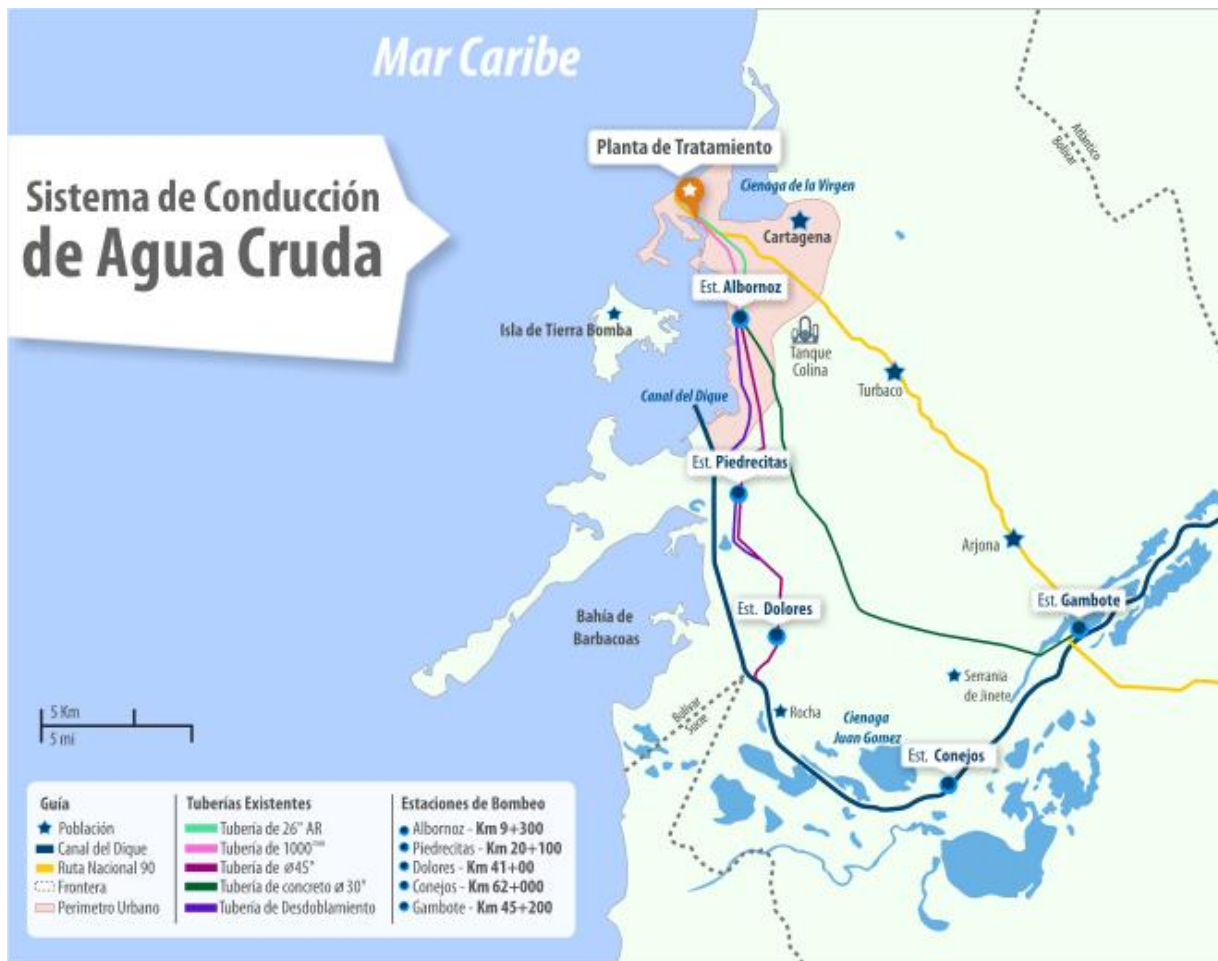 Mar Caribe
Sistema de Conducción
de Agua Cruda
Planta de Tratamiento
Cienaga de la Virgen
Cartagena
Est. Albornoz
Isla de Tierra Bomba
Tanque
Colina
Turbaco
Canal del Dique
Est. Piedrecitas
Arjona
Est. Gambote
Est. Dolores
Bahía de
Barbacoas
Serrania
de Jinete
Rocha
Cienaga
Juan Gomez
Est. Conejos
Atlántico
Bolívar
Bolívar
Sucre
5 Km
5 mi
Guía
Población
Canal del Dique
Ruta Nacional 90
Frontera
Perimetro Urbano
Tuberías Existentes
Tubería de 26" AR
Tubería de 1000mm
Tubería de ø45"
Tubería de concreto ø 30"
Tubería de Desdoblamiento
Estaciones de Bombeo
Albornoz - Km 9+300
Piedrecitas - Km 20+100
Dolores - Km 41+00
Conejos - Km 62+000
Gambote - Km 45+200